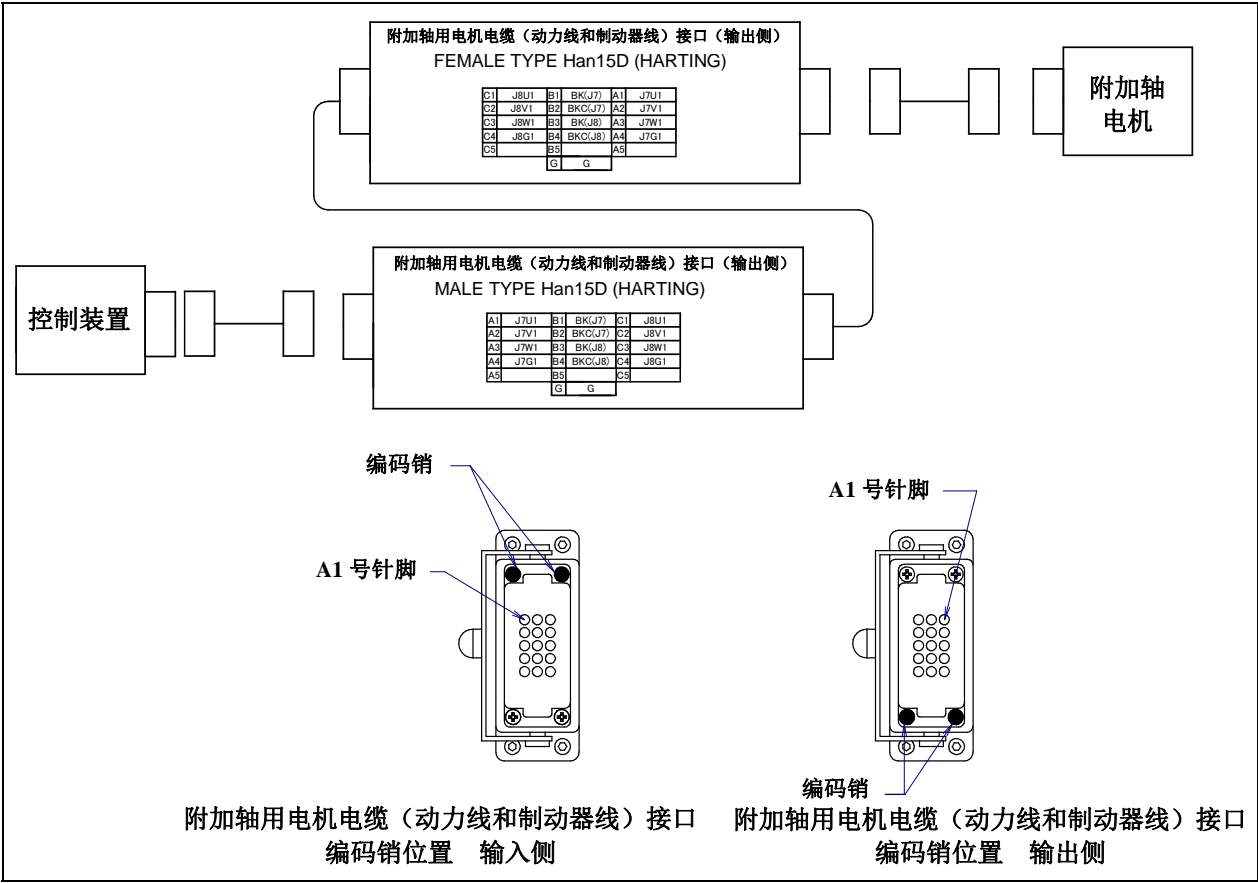 附加轴用电机电缆（动力线和制动器线）接口（输出侧）
FEMALE TYPE Han15D (HARTING)
C1 J8U1 B1 BK(J7) A1 J7U1
C2 J8V1 B2 BKC(J7) A2 J7V1
C3 J8W1 B3 BK(J8) A3 J7W1
C4 J8G1 B4 BKC(J8) A4 J7G1
C5 B5 A5
G G
附加轴
电机
控制装置
附加轴用电机电缆（动力线和制动器线）接口（输出侧）
MALE TYPE Han15D (HARTING)
A1 J7U1 B1 BK(J7) C1 J8U1
A2 J7V1 B2 BKC(J7) C2 J8V1
A3 J7W1 B3 BK(J8) C3 J8W1
A4 J7G1 B4 BKC(J8) C4 J8G1
A5 B5 C5
G G
编码销
A1 号针脚
附加轴用电机电缆（动力线和制动器线）接口
编码销位置 输入侧
A1 号针脚
编码销
附加轴用电机电缆（动力线和制动器线）接口
编码销位置 输出侧